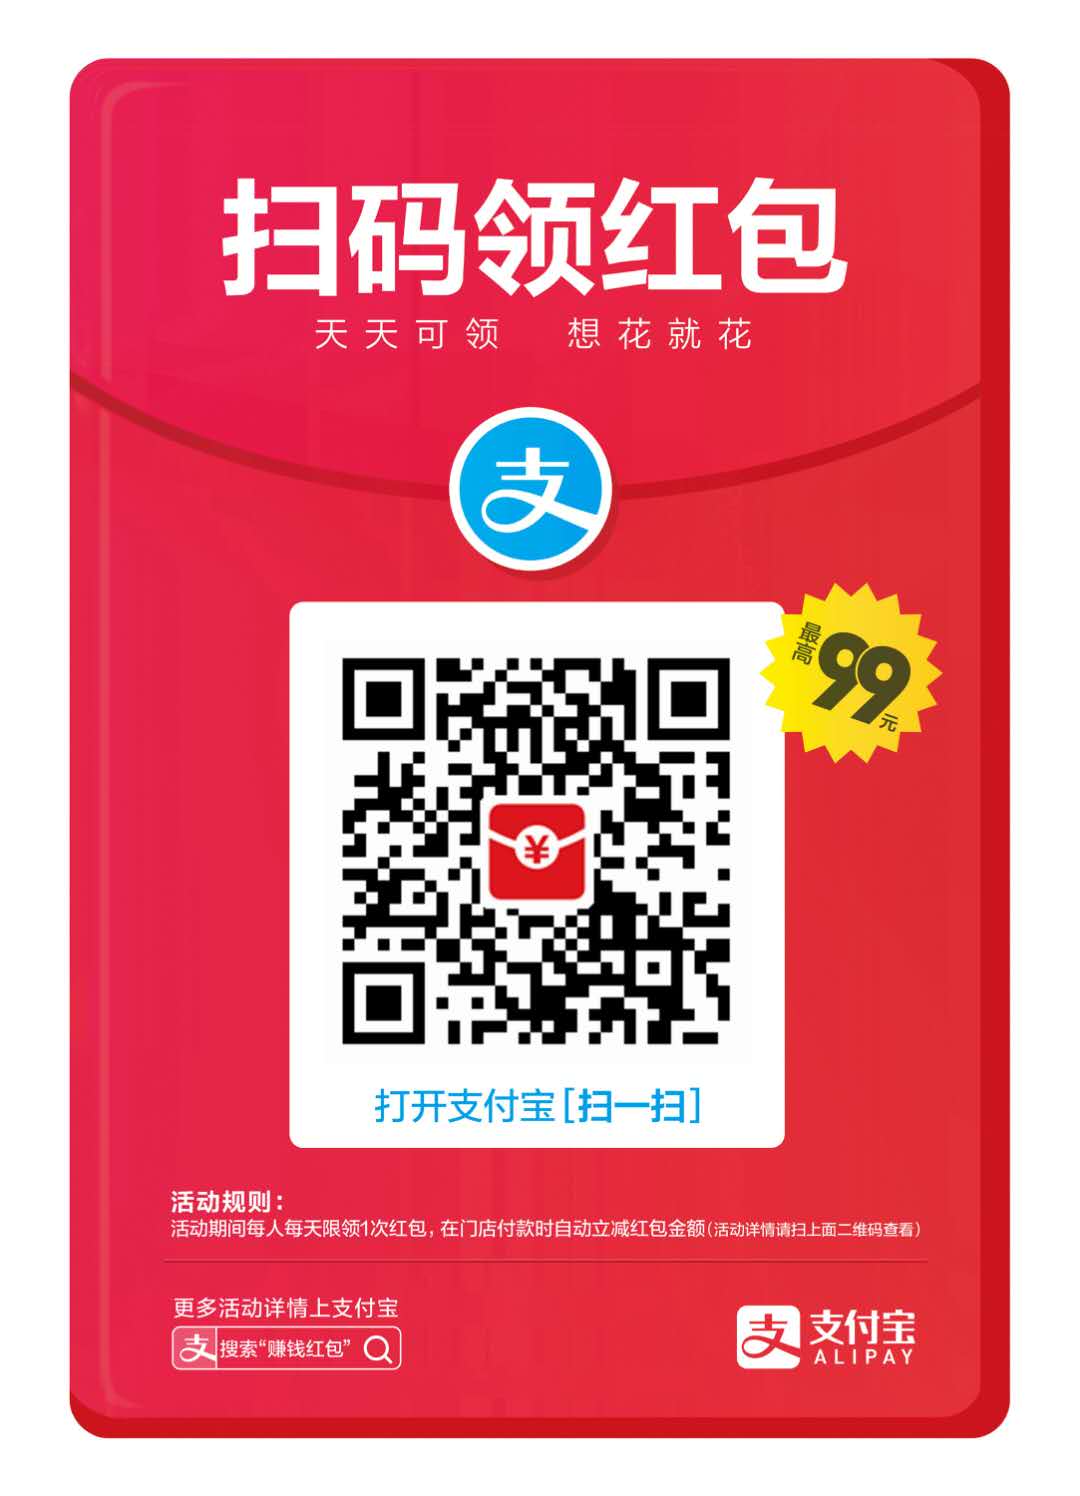 扫码领红包
天天可领 想花就花
支
最高99元
¥
打开支付宝[扫一扫]
活动规则：
活动期间每人每天限领1次红包，在门店付款时自动立减红包金额(活动详情请扫上面二维码查看)
更多活动详情上支付宝
支 搜索“赚钱红包”
支 支付宝
ALIPAY